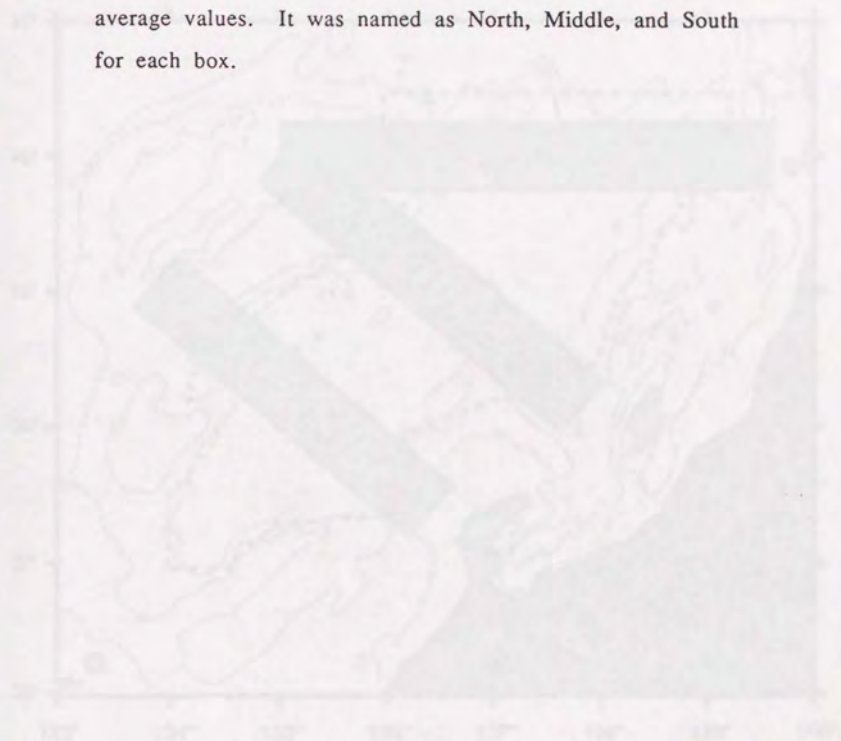 average values. It was named as North, Middle, and South
for each box.